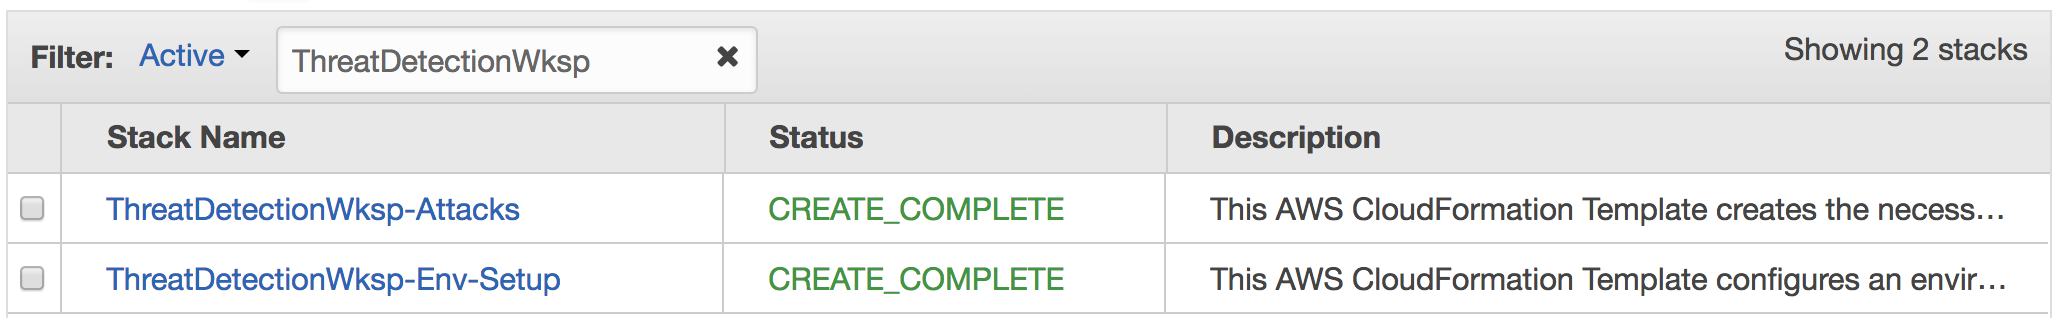 Filter: Active ThreatDetectionWksp Showing 2 stacks
Stack Name Status Description
ThreatDetectionWksp-Attacks CREATE_COMPLETE This AWS CloudFormation Template creates the necess...
ThreatDetectionWksp-Env-Setup CREATE_COMPLETE This AWS CloudFormation Template configures an envir...